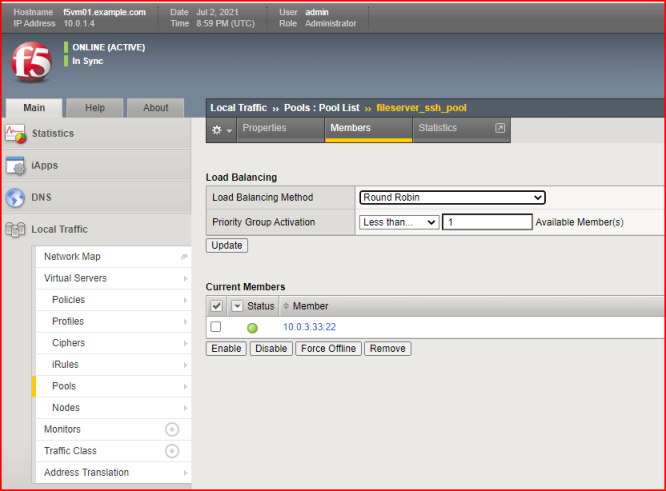 Hostname f5vm01.example.com Date Jul 2, 2021 User admin
IP Address 10.0.1.4 Time 8:59 PM (UTC) Role Administrator
f5
ONLINE (ACTIVE)
In Sync
Main Help About
Local Traffic ›› Pools : Pool List ›› fileserver_ssh_pool
Properties Members Statistics
Statistics
iApps
DNS
Local Traffic
Network Map
Virtual Servers
Policies
Profiles
Ciphers
iRules
Pools
Nodes
Monitors
Traffic Class
Address Translation
Load Balancing
Load Balancing Method Round Robin
Priority Group Activation Less than... 1 Available Member(s)
Update
Current Members
Status Member
10.0.3.33:22
Enable Disable Force Offline Remove